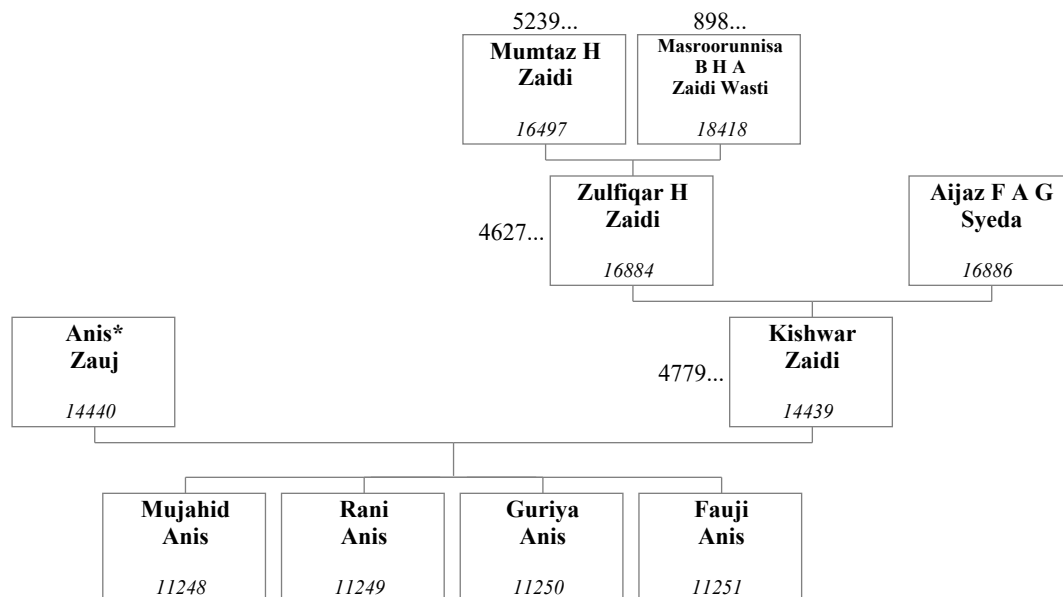 5239...
898...
Mumtaz H
Zaidi
16497
Masroorunnisa
B H A
Zaidi Wasti
18418
4627...
Zulfiqar H
Zaidi
16884
Aijaz F A G
Syeda
16886
Anis*
Zauj
14440
4779...
Kishwar
Zaidi
14439
Mujahid
Anis
11248
Rani
Anis
11249
Guriya
Anis
11250
Fauji
Anis
11251